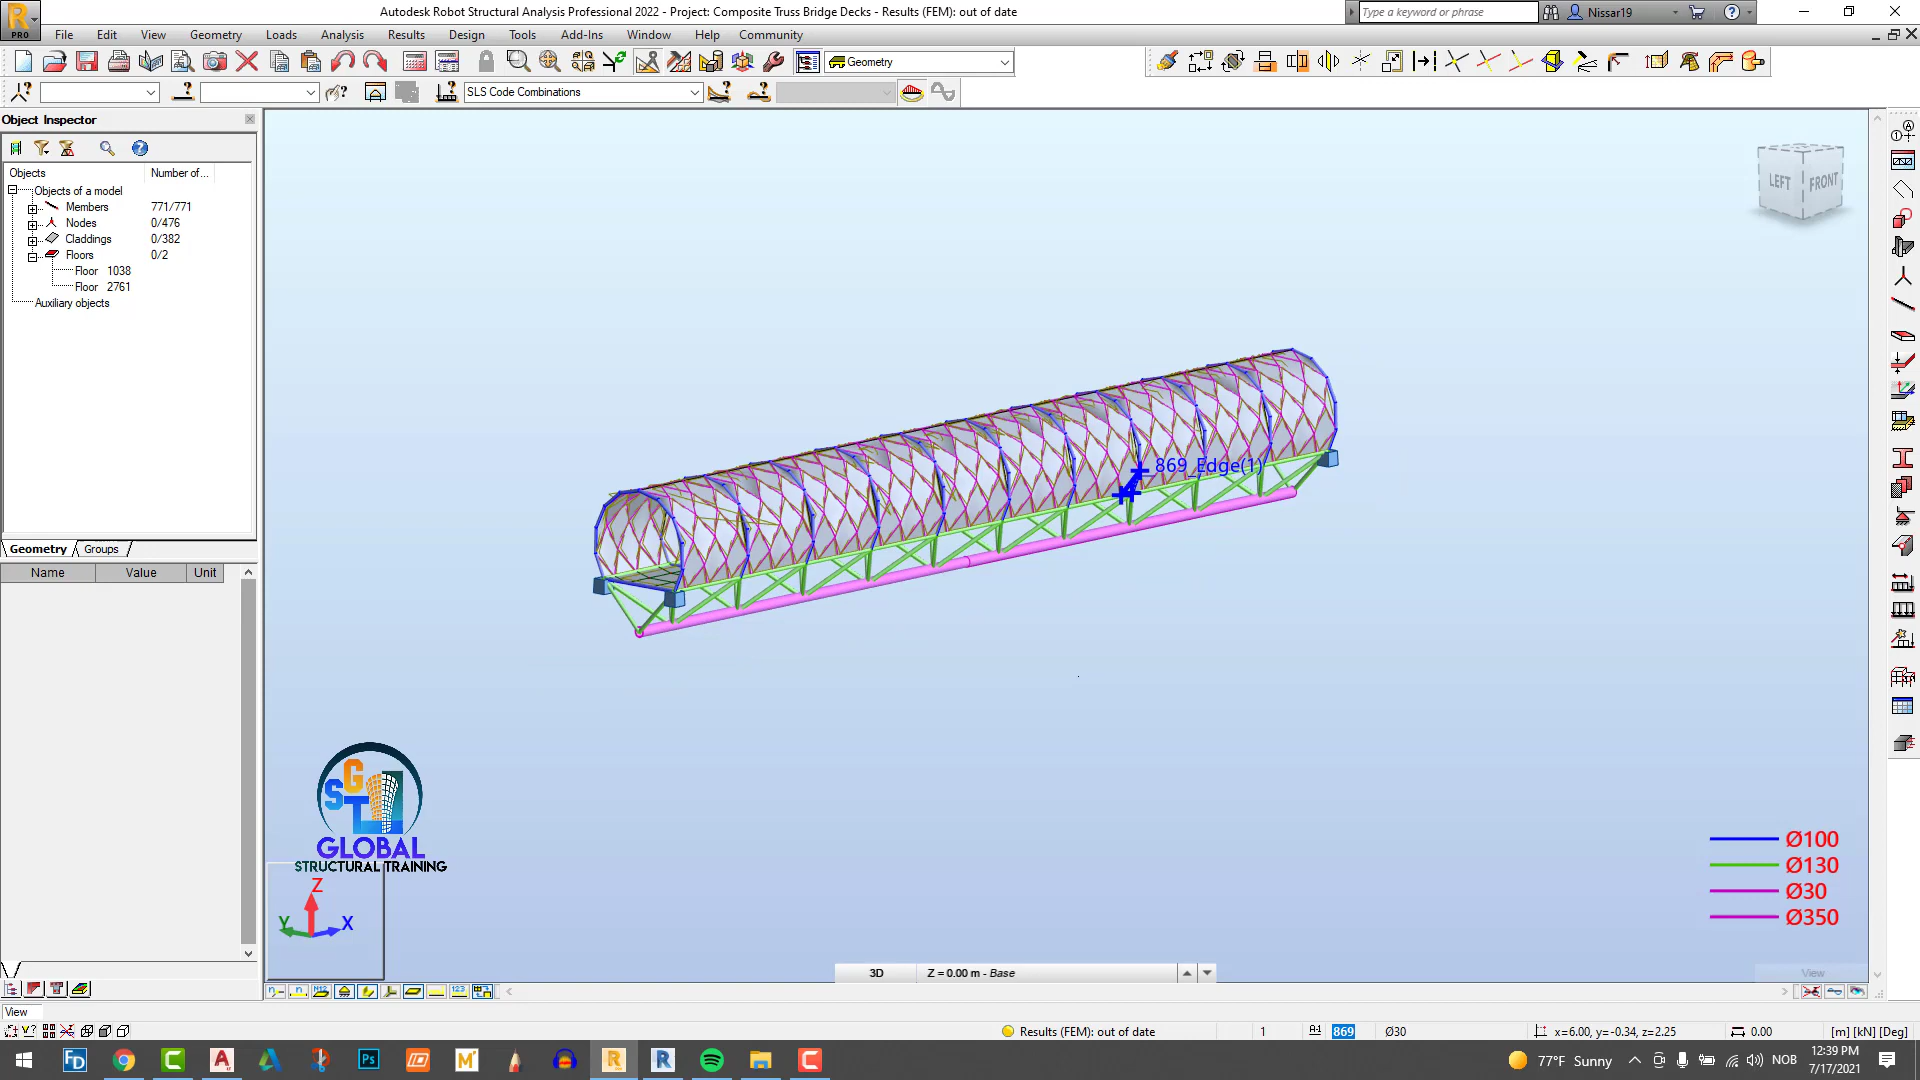 PRO
Autodesk Robot Structural Analysis Professional 2022 - Project: Composite Truss Bridge Decks - Results (FEM): out of date
Type a keyword or phrase
Nissar19
File Edit View Geometry Loads Analysis Results Design Tools Add-Ins Window Help Community
Geometry
SLS Code Combinations
Object Inspector
Objects Number of...
Objects of a model
Members 771/771
Nodes 0/476
Claddings 0/382
Floors 0/2
Floor 1038
Floor 2761
Auxiliary objects
Geometry Groups
Name Value Unit
LEFT FRONT
869_Edge(1)
SGTL
GLOBAL
STRUCTURAL TRAINING
Z
Y
X
Ø100
Ø130
Ø30
Ø350
3D Z = 0.00 m - Base
View
View
Results (FEM): out of date 1 869 Ø30 x=6.00, y=-0.34, z=2.25 0.00 [m] [kN] [Deg]
77°F Sunny NOB
12:39 PM
7/17/2021